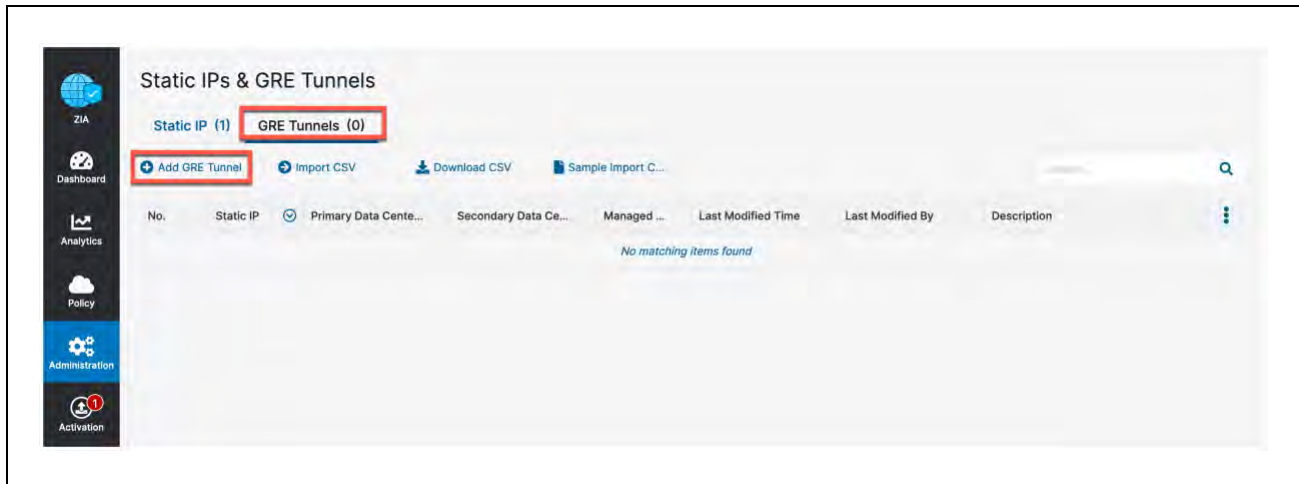 Static IPs & GRE Tunnels
ZIA
Static IP (1) GRE Tunnels (0)
Dashboard
Add GRE Tunnel Import CSV Download CSV Sample Import C...
No. Static IP Primary Data Cente... Secondary Data Ce... Managed ... Last Modified Time Last Modified By Description
Analytics
No matching items found
Policy
Administration
1
Activation